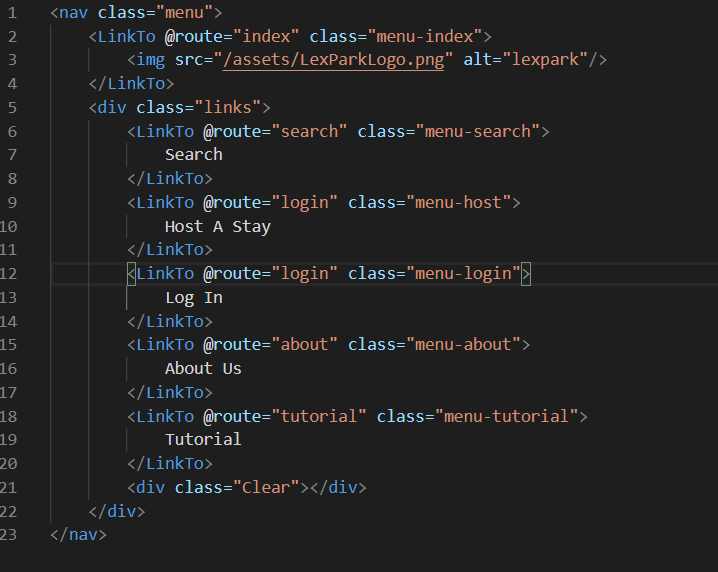 1 <nav class="menu">
2     <LinkTo @route="index" class="menu-index">
3         <img src="/assets/LexParkLogo.png" alt="lexpark"/>
4     </LinkTo>
5     <div class="links">
6         <LinkTo @route="search" class="menu-search">
7             Search
8         </LinkTo>
9         <LinkTo @route="login" class="menu-host">
10             Host A Stay
11         </LinkTo>
12         <LinkTo @route="login" class="menu-login">
13             Log In
14         </LinkTo>
15         <LinkTo @route="about" class="menu-about">
16             About Us
17         </LinkTo>
18         <LinkTo @route="tutorial" class="menu-tutorial">
19             Tutorial
20         </LinkTo>
21         <div class="Clear"></div>
22     </div>
23 </nav>